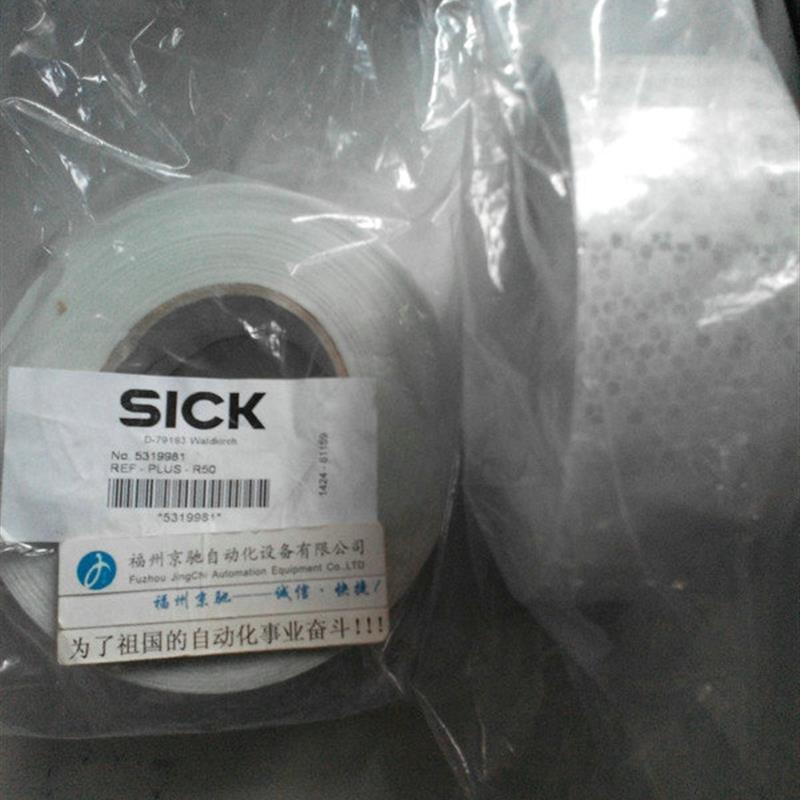 SICK
D-79183 Waldkirch
No. 5319981
REF - PLUS - R50
*5319981*
1424 - 61159
福州京驰自动化设备有限公司
Fuzhou JingChi Automation Equipment Co.,LTD
福州京驰——诚信·快捷!
为了祖国的自动化事业奋斗!!!